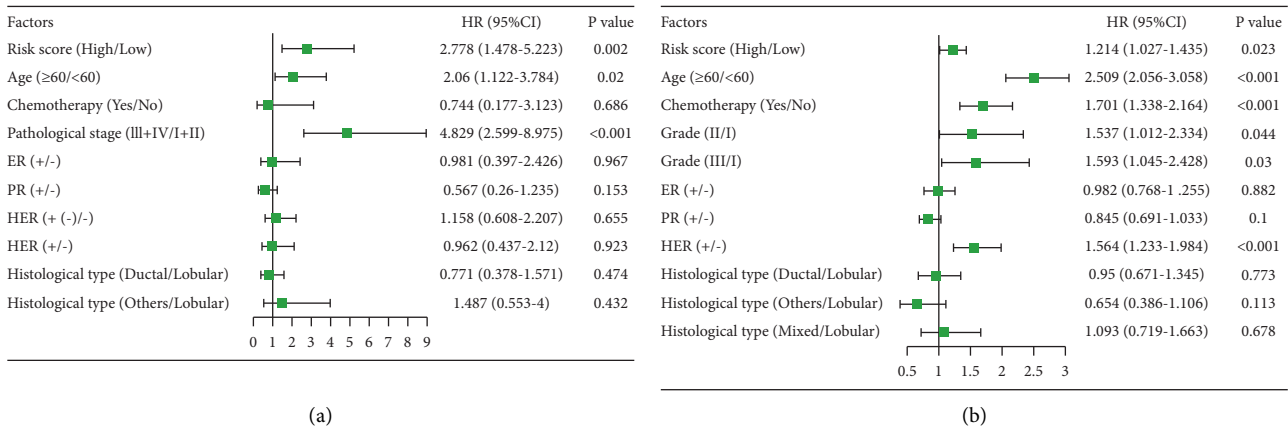 Factors HR (95%CI) P value
Risk score (High/Low) 2.778 (1.478-5.223) 0.002
Age (≥60/<60) 2.06 (1.122-3.784) 0.02
Chemotherapy (Yes/No) 0.744 (0.177-3.123) 0.686
Pathological stage (lll+IV/I+II) 4.829 (2.599-8.975) <0.001
ER (+/-) 0.981 (0.397-2.426) 0.967
PR (+/-) 0.567 (0.26-1.235) 0.153
HER (+ (-)/-) 1.158 (0.608-2.207) 0.655
HER (+/-) 0.962 (0.437-2.12) 0.923
Histological type (Ductal/Lobular) 0.771 (0.378-1.571) 0.474
Histological type (Others/Lobular) 1.487 (0.553-4) 0.432
0 1 2 3 4 5 6 7 8 9
(a)
Factors HR (95%CI) P value
Risk score (High/Low) 1.214 (1.027-1.435) 0.023
Age (≥60/<60) 2.509 (2.056-3.058) <0.001
Chemotherapy (Yes/No) 1.701 (1.338-2.164) <0.001
Grade (II/I) 1.537 (1.012-2.334) 0.044
Grade (III/I) 1.593 (1.045-2.428) 0.03
ER (+/-) 0.982 (0.768-1 .255) 0.882
PR (+/-) 0.845 (0.691-1.033) 0.1
HER (+/-) 1.564 (1.233-1.984) <0.001
Histological type (Ductal/Lobular) 0.95 (0.671-1.345) 0.773
Histological type (Others/Lobular) 0.654 (0.386-1.106) 0.113
Histological type (Mixed/Lobular) 1.093 (0.719-1.663) 0.678
0.5 1 1.5 2 2.5 3
(b)